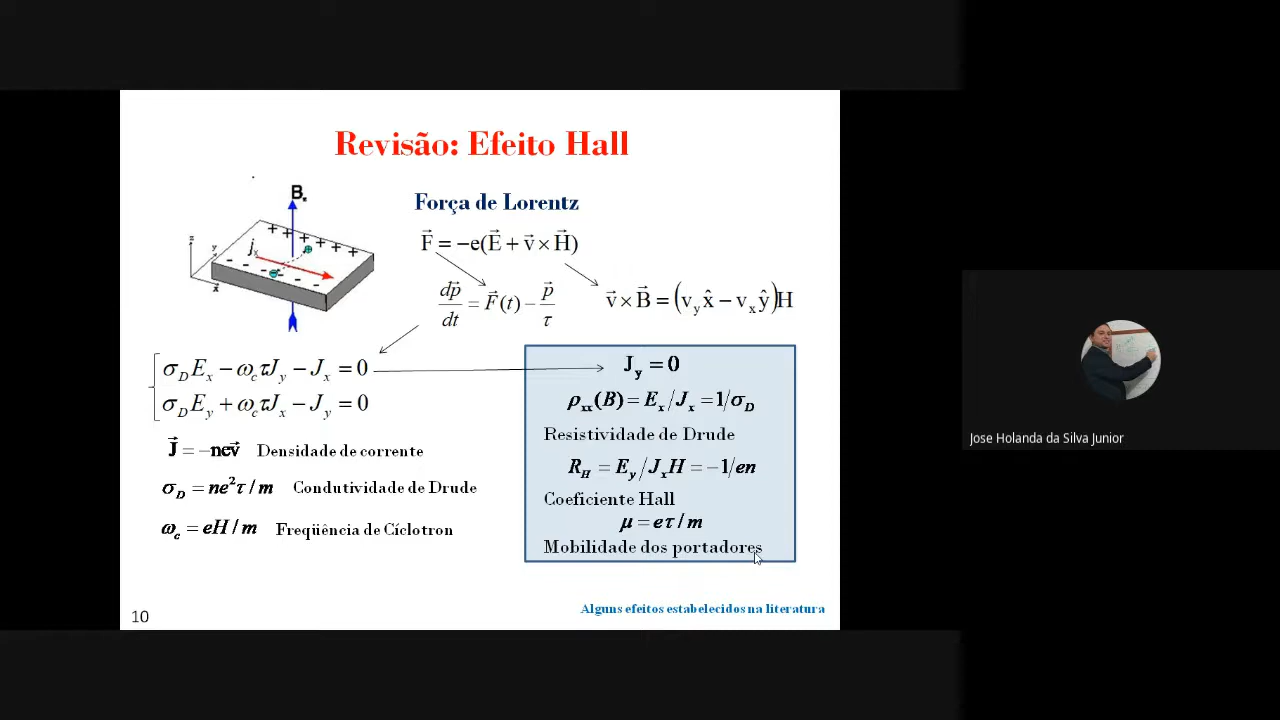 Revisão: Efeito Hall
B
z
y
x
jx
Força de Lorentz
F⃗ = −e(E⃗ + v⃗ × H⃗)
dp⃗/dt = F⃗(t) − p⃗/τ
v⃗ × B⃗ = (v_y x̂ − v_x ŷ)H
σ_D E_x − ω_c τJ_y − J_x = 0
σ_D E_y + ω_c τJ_x − J_y = 0
J⃗ = −nev⃗ Densidade de corrente
σ_D = ne²τ / m Condutividade de Drude
ω_c = eH / m Freqüência de Cíclotron
J_y = 0
ρ_xx(B) = E_x/J_x = 1/σ_D
Resistividade de Drude
R_H = E_y/J_x H = −1/en
Coeficiente Hall
μ = eτ / m
Mobilidade dos portadores
Alguns efeitos estabelecidos na literatura
10
Jose Holanda da Silva Junior